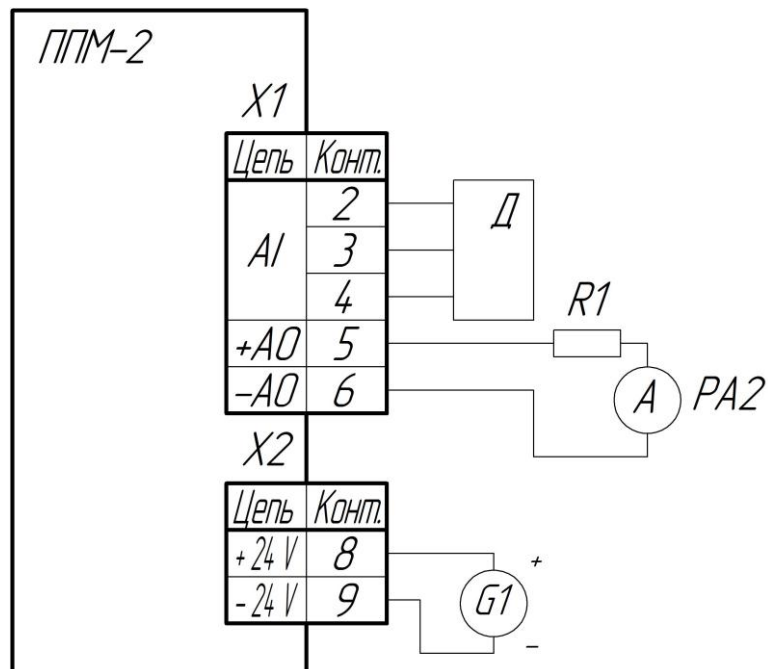 ППМ-2
X1
Цепь Конт.
AI 2
3
4
Д
+AO 5
-AO 6
R1
A PA2
X2
Цепь Конт.
+24 V 8
-24 V 9
G1
+
-